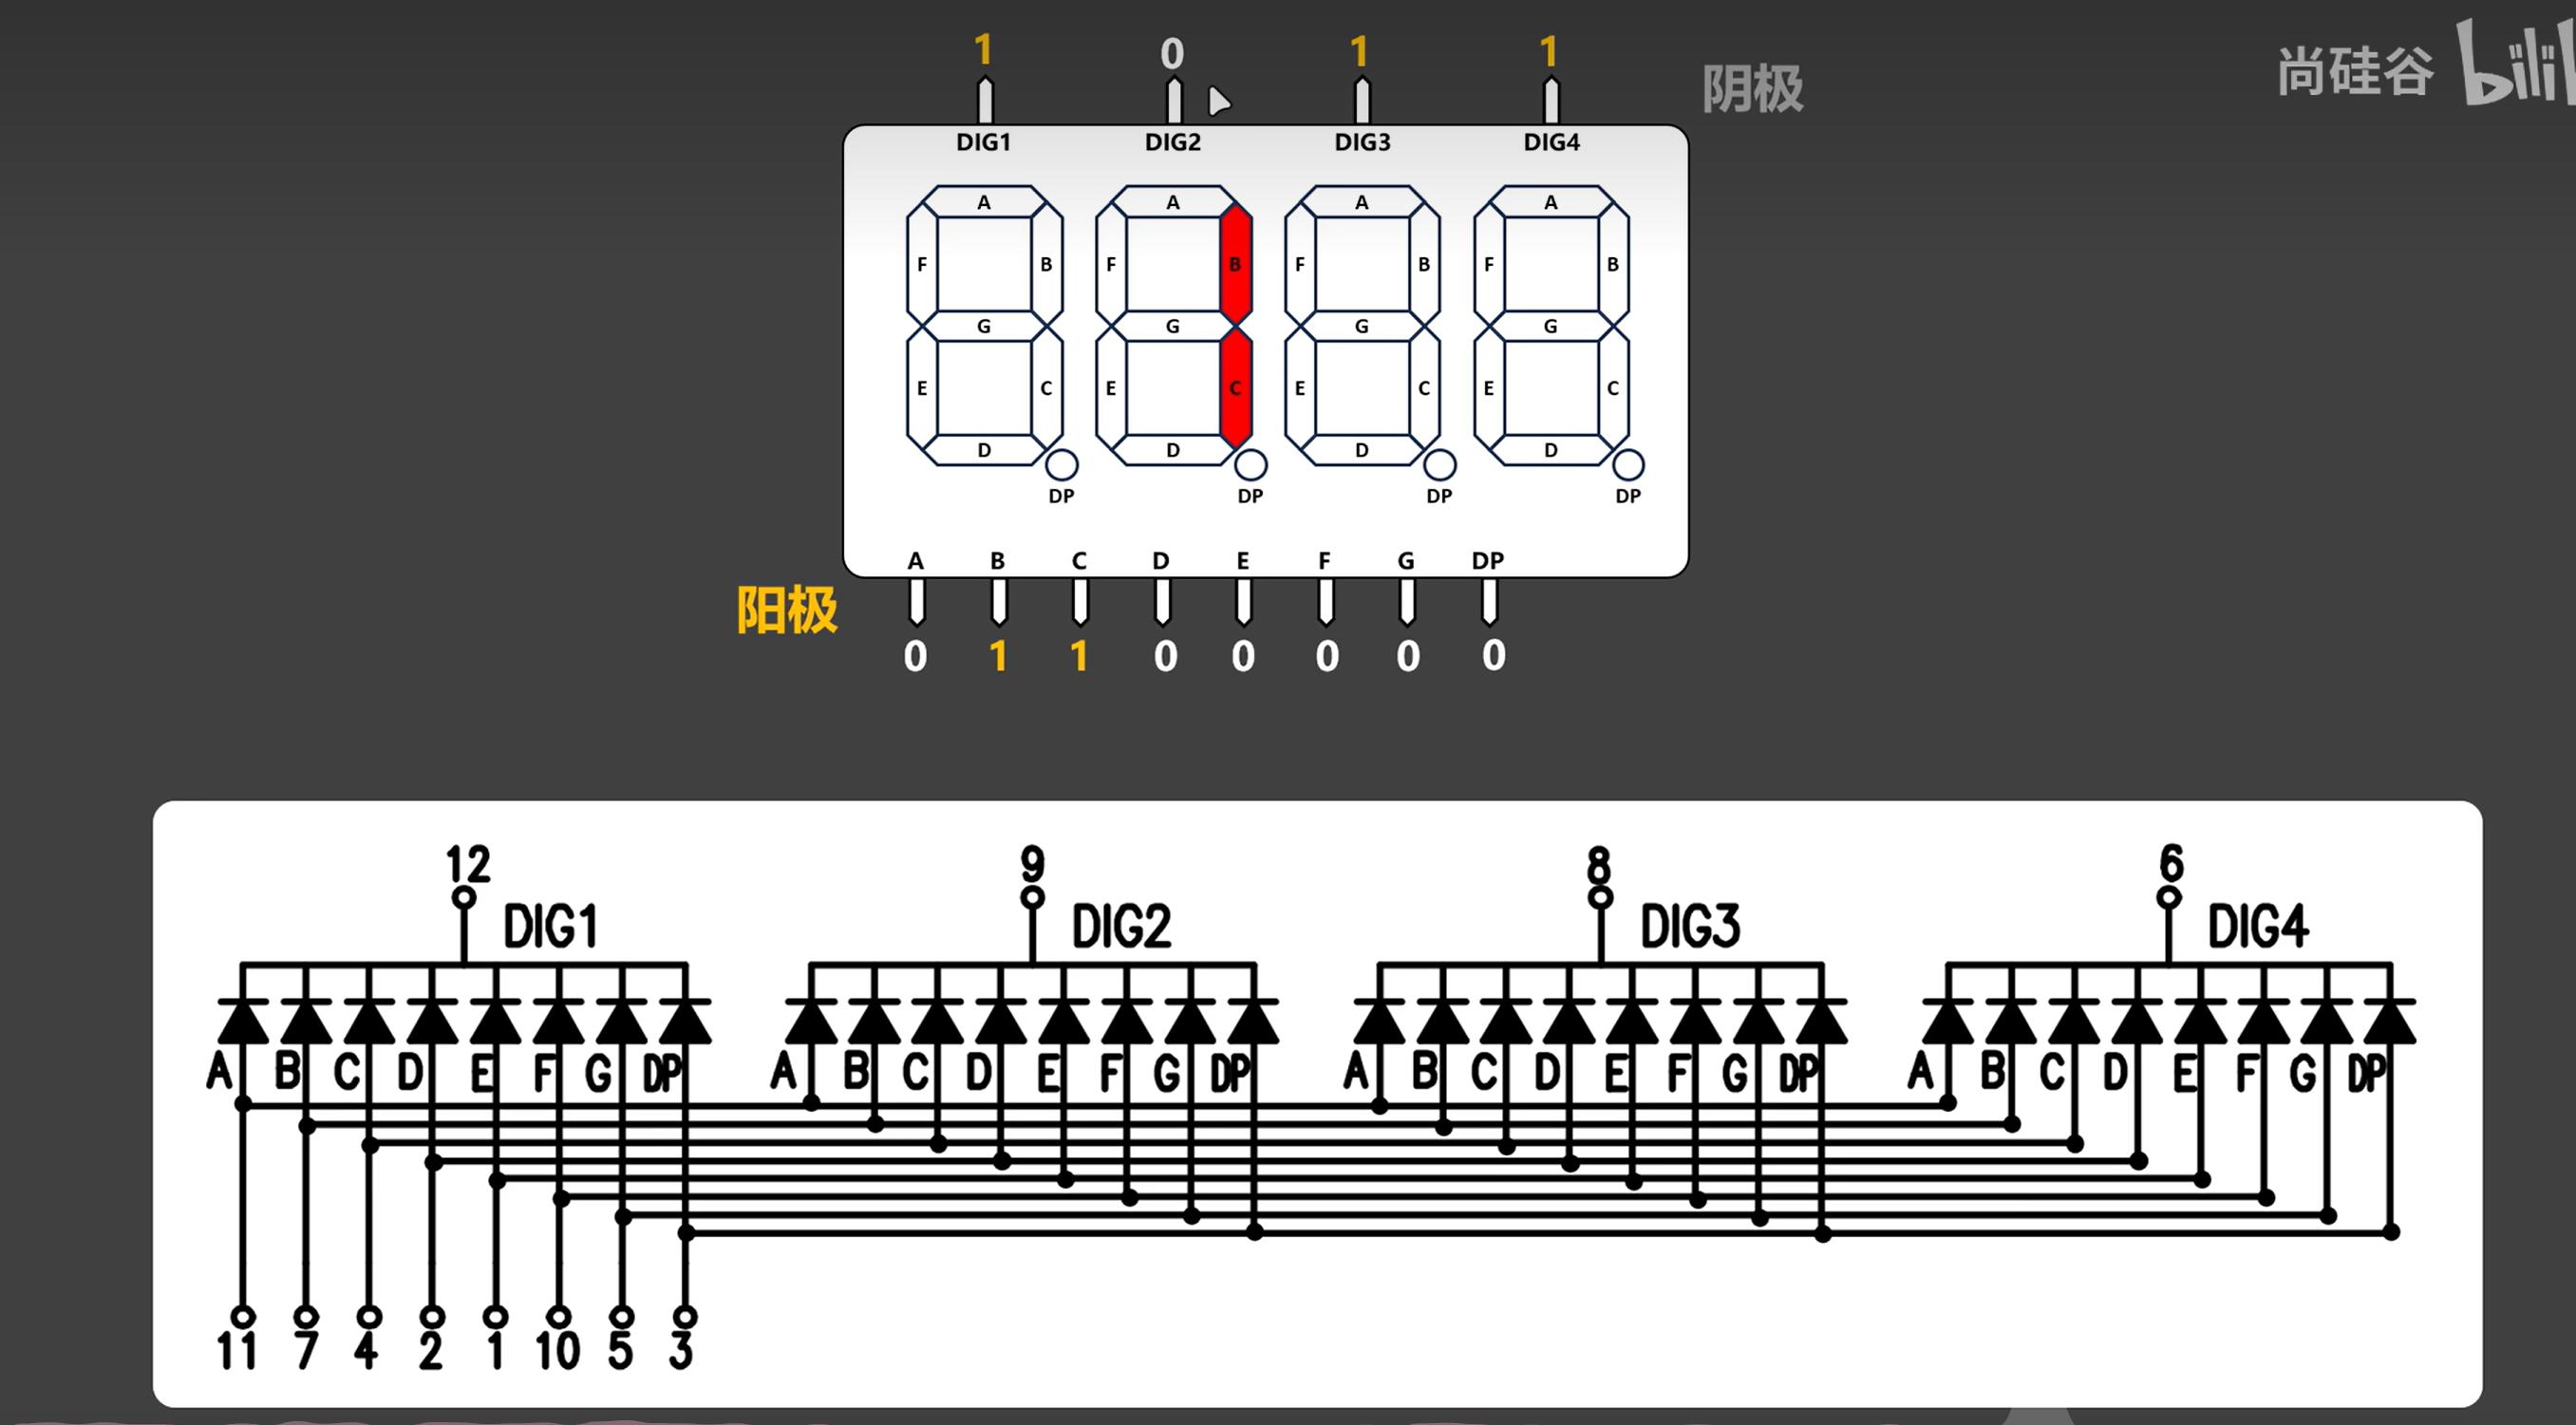 1 0 1 1
阴极
尚硅谷 bili
DIG1 DIG2 DIG3 DIG4
A A A A
F B F B F B F B
G G G G
E C E C E C E C
D D D D
DP DP DP DP
A B C D E F G DP
阳极
0 1 1 0 0 0 0 0
12 9 8 6
DIG1 DIG2 DIG3 DIG4
A B C D E F G DP A B C D E F G DP A B C D E F G DP A B C D E F G DP
11 7 4 2 1 10 5 3